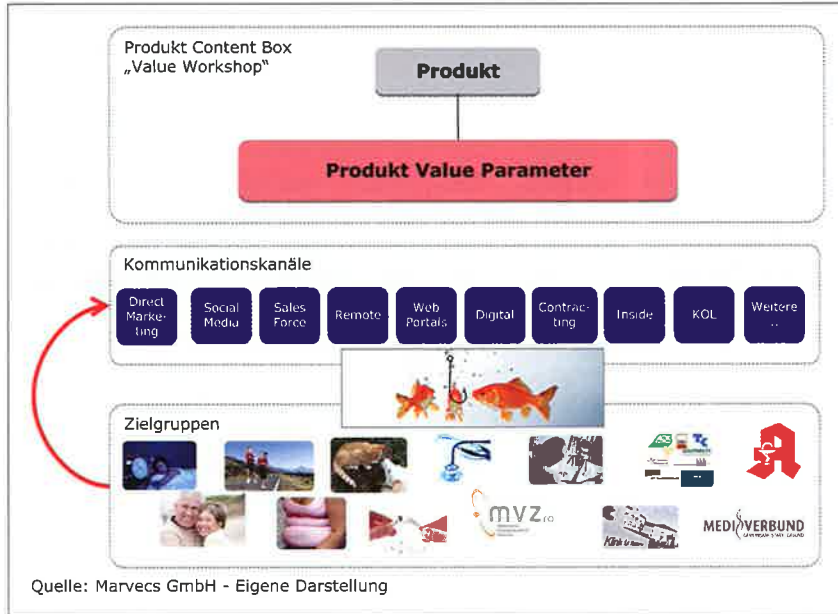 Produkt Content Box
„Value Workshop“
Produkt
Produkt Value Parameter
Kommunikationskanäle
Direct
Marke-
ting
Social
Media
Sales
Force
Remote
Web
Portals
Digital
Contrac-
ting
Inside
KOL
Weitere
..
Zielgruppen
mvz
MEDIVERBUND
Quelle: Marvecs GmbH - Eigene Darstellung